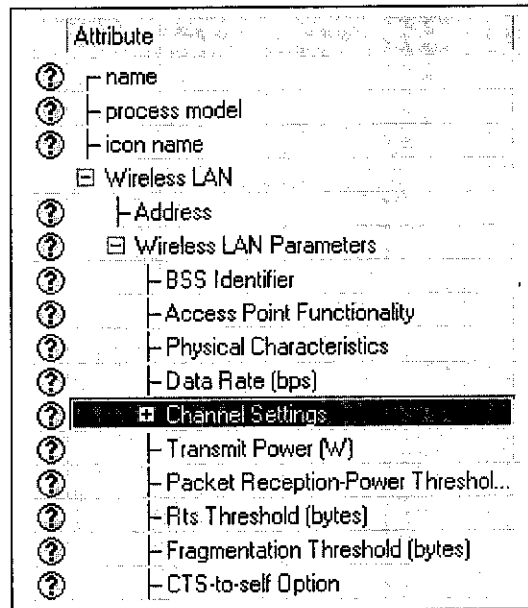 Attribute
name
process model
icon name
Wireless LAN
Address
Wireless LAN Parameters
BSS Identifier
Access Point Functionality
Physical Characteristics
Data Rate (bps)
Channel Settings
Transmit Power (W)
Packet Reception-Power Threshol...
Rts Threshold (bytes)
Fragmentation Threshold (bytes)
CTS-to-self Option